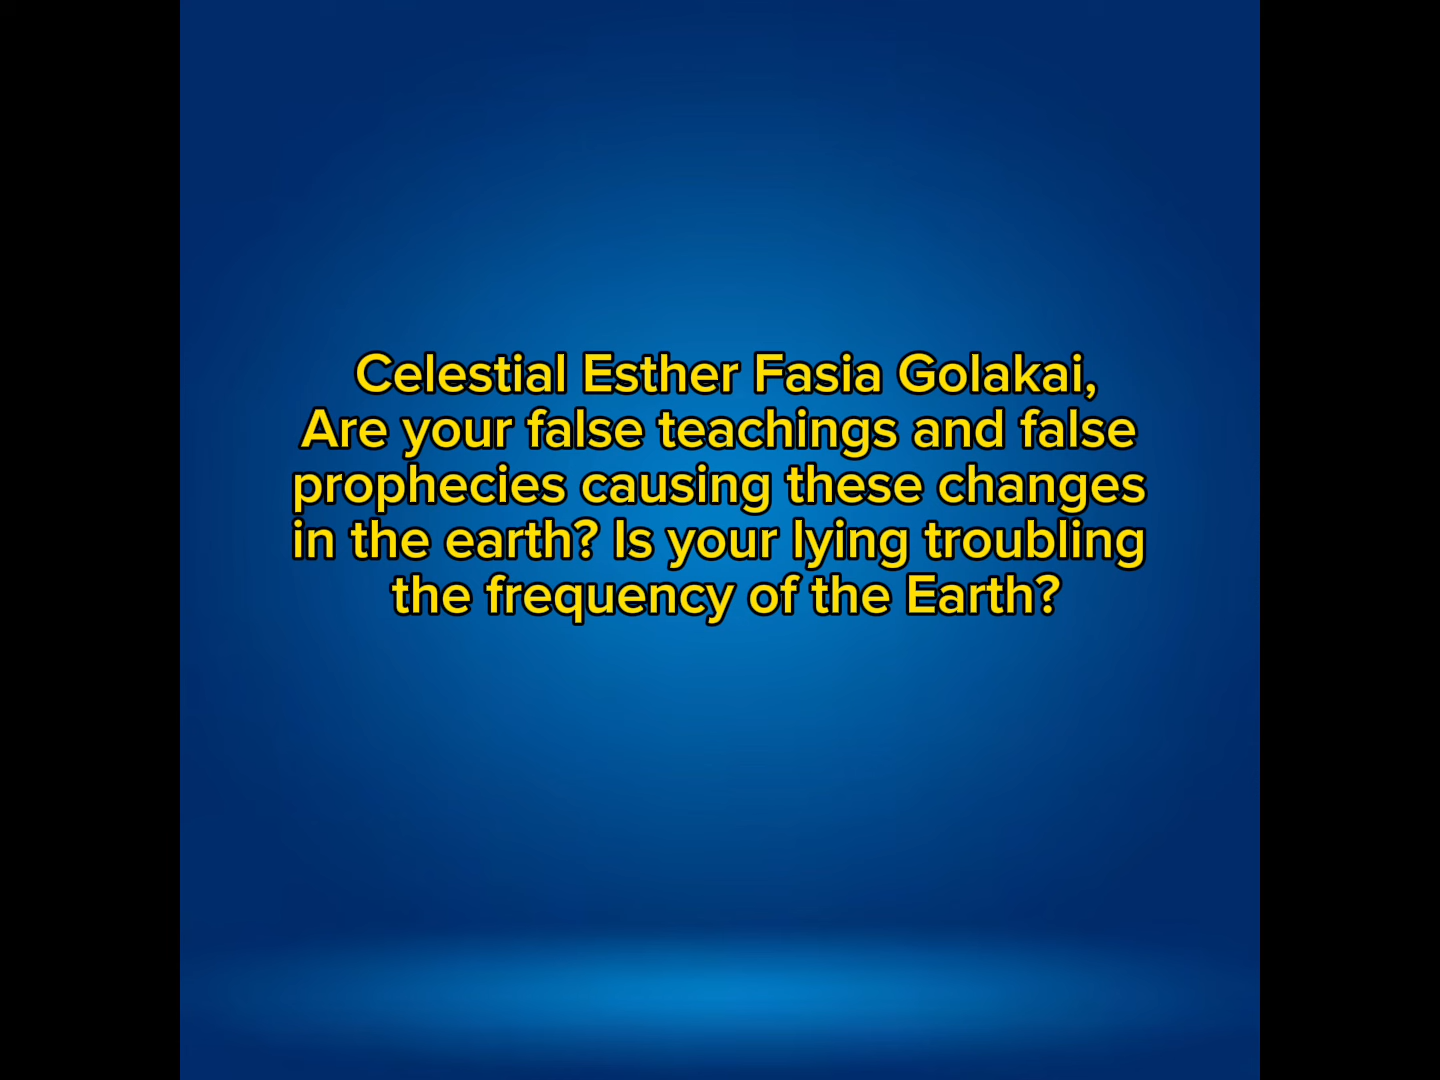 Celestial Esther Fasia Golakai,
Are your false teachings and false
prophecies causing these changes
in the earth? Is your lying troubling
the frequency of the Earth?